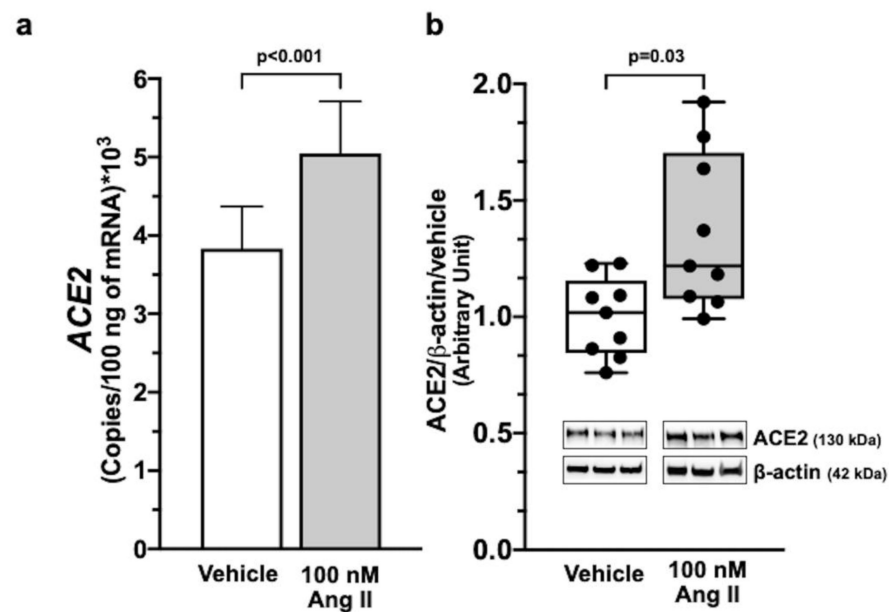 a
p<0.001
ACE2
(Copies/100 ng of mRNA)*10³
6
5
4
3
2
1
0
Vehicle
100 nM
Ang II
b
p=0.03
ACE2/β-actin/vehicle
(Arbitrary Unit)
2.0
1.5
1.0
0.5
0.0
ACE2 (130 kDa)
β-actin (42 kDa)
Vehicle
100 nM
Ang II